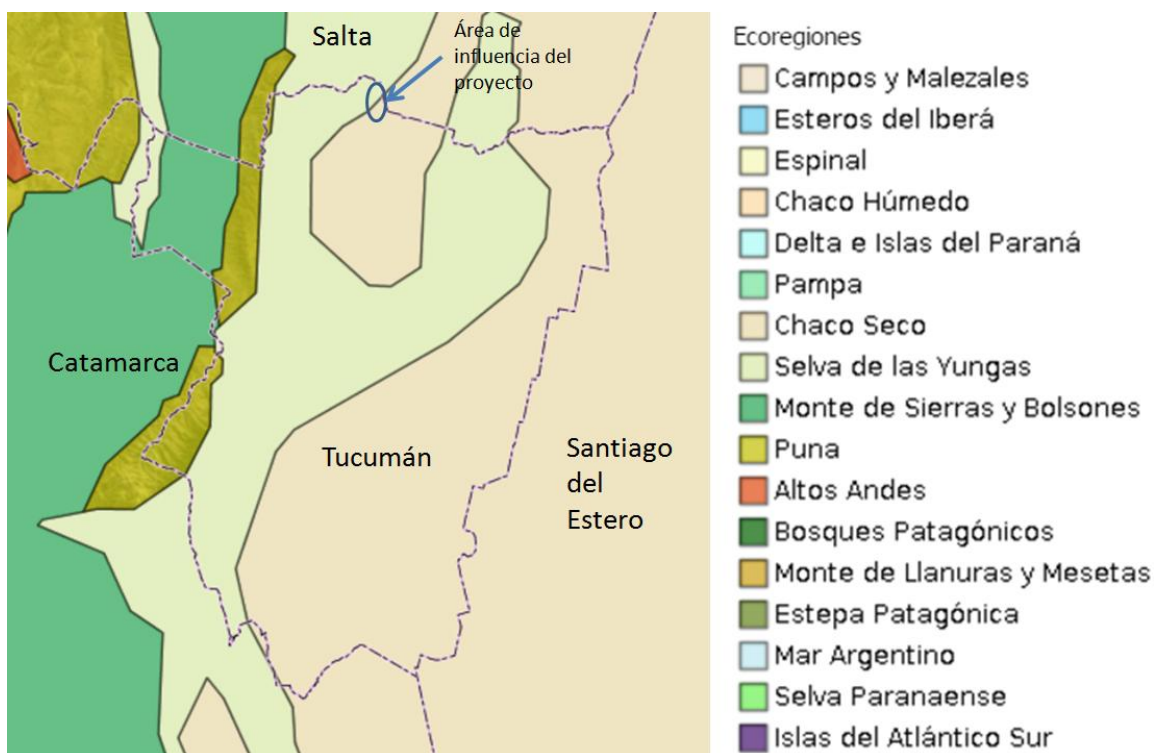 Salta
Área de
influencia del
proyecto
Catamarca
Tucumán
Santiago
del
Estero
Ecoregiones
Campos y Malezales
Esteros del Iberá
Espinal
Chaco Húmedo
Delta e Islas del Paraná
Pampa
Chaco Seco
Selva de las Yungas
Monte de Sierras y Bolsones
Puna
Altos Andes
Bosques Patagónicos
Monte de Llanuras y Mesetas
Estepa Patagónica
Mar Argentino
Selva Paranaense
Islas del Atlántico Sur